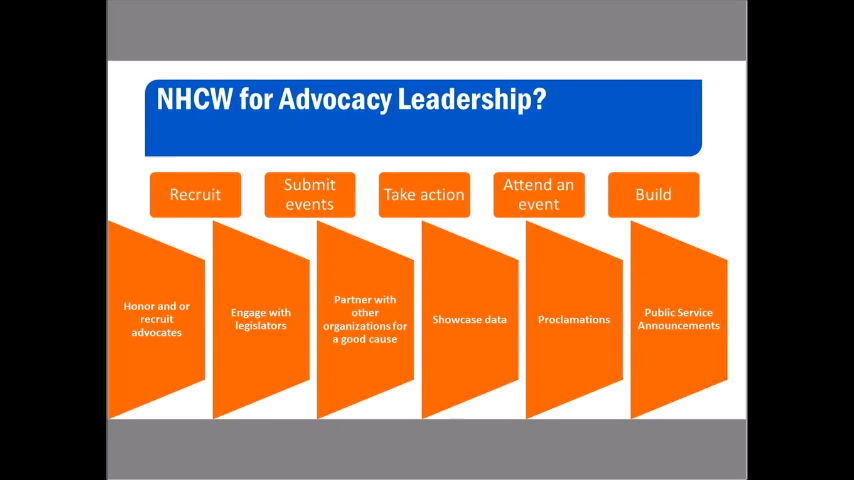 NHCW for Advocacy Leadership?
Recruit
Submit
events
Take action
Attend an
event
Build
Honor and or
recruit
advocates
Engage with
legislators
Partner with
other
organizations for
a good cause
Showcase data
Proclamations
Public Service
Announcements